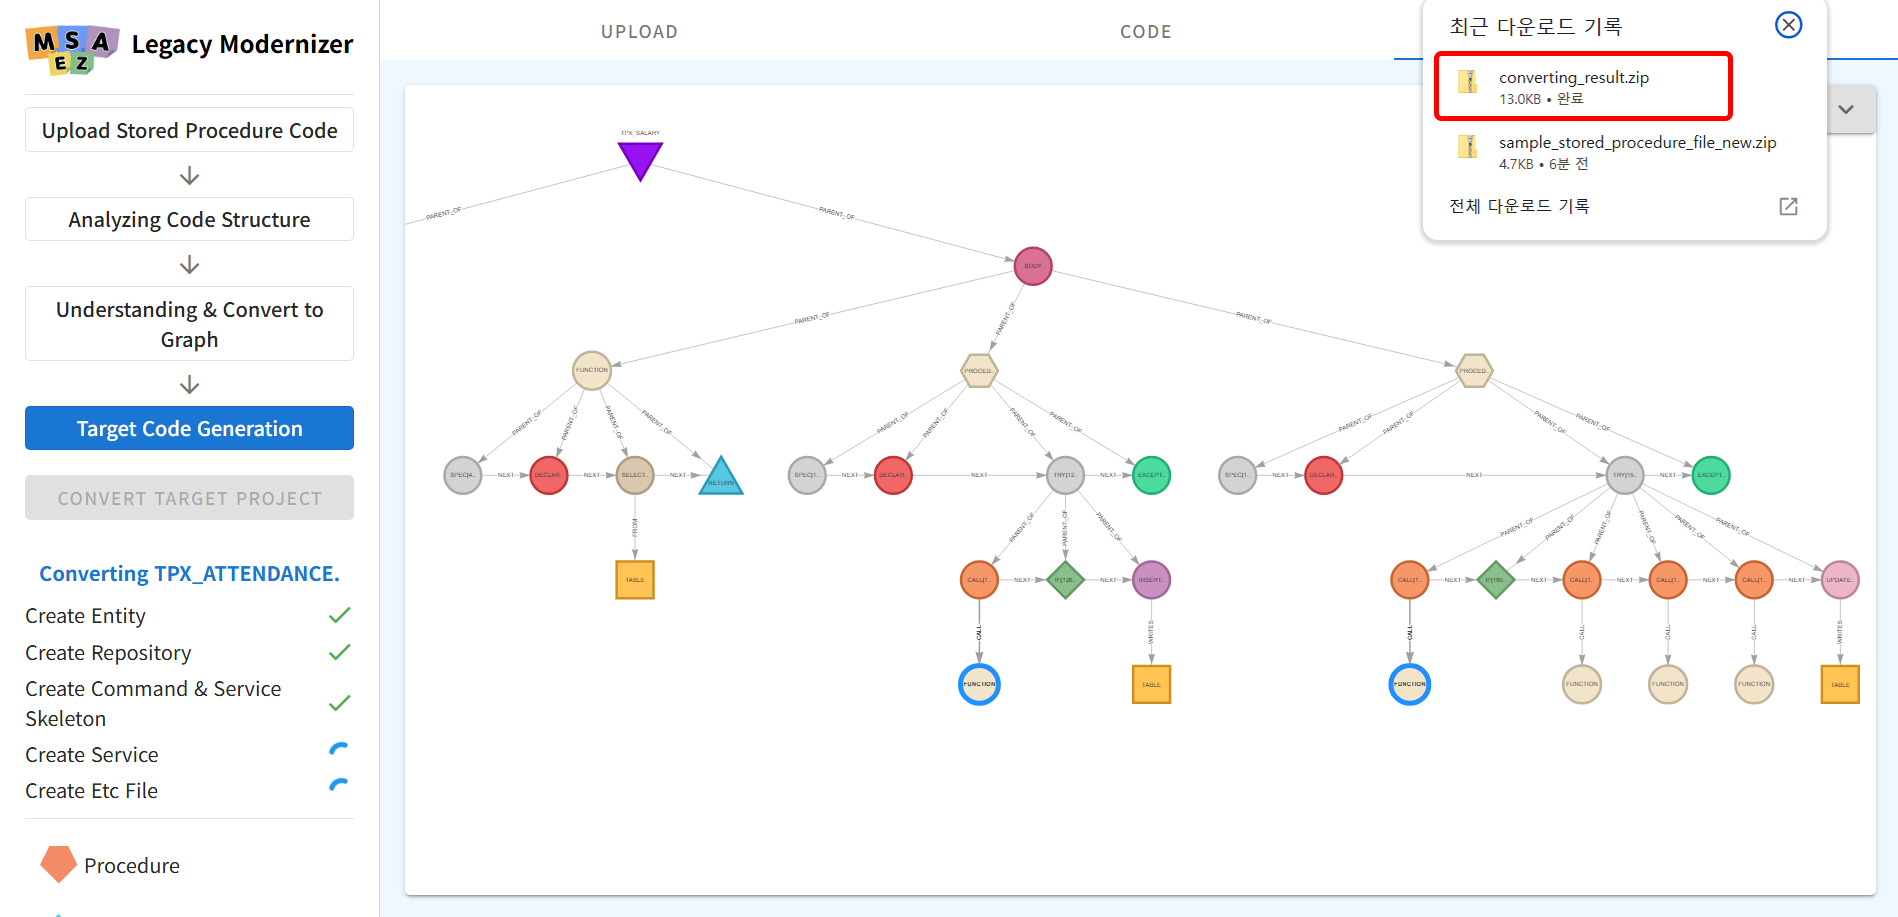 MSA
EZ
Legacy Modernizer
Upload Stored Procedure Code
Analyzing Code Structure
Understanding & Convert to
Graph
Target Code Generation
CONVERT TARGET PROJECT
Converting TPX_ATTENDANCE.
Create Entity
Create Repository
Create Command & Service
Skeleton
Create Service
Create Etc File
Procedure
UPLOAD
CODE
최근 다운로드 기록
converting_result.zip
13.0KB • 완료
sample_stored_procedure_file_new.zip
4.7KB • 6분 전
전체 다운로드 기록
TPX_SALARY
PARENT_OF
PARENT_OF
BODY
PARENT_OF
PARENT_OF
PARENT_OF
FUNCTION
PROCED...
PROCED...
PARENT_OF
PARENT_OF
PARENT_OF
PARENT_OF
PARENT_OF
PARENT_OF
PARENT_OF
PARENT_OF
PARENT_OF
PARENT_OF
PARENT_OF
PARENT_OF
SPEC[4...
NEXT
DECLAR...
NEXT
SELECT...
NEXT
RETURN
SPEC[1...
NEXT
DECLAR...
NEXT
TRY[12...
NEXT
EXCEPT...
SPEC[1...
NEXT
DECLAR...
NEXT
TRY[15...
NEXT
EXCEPT...
FROM
PARENT_OF
PARENT_OF
PARENT_OF
PARENT_OF
PARENT_OF
PARENT_OF
PARENT_OF
PARENT_OF
PARENT_OF
TABLE
CALL[1...
NEXT
IF[126...
NEXT
INSERT...
CALL[1...
NEXT
NEXT
CALL[1...
NEXT
CALL[1...
NEXT
CALL[1...
NEXT
UPDATE...
CALL
WRITES
CALL
CALL
CALL
CALL
WRITES
FUNCTION
TABLE
FUNCTION
FUNCTION
FUNCTION
FUNCTION
TABLE